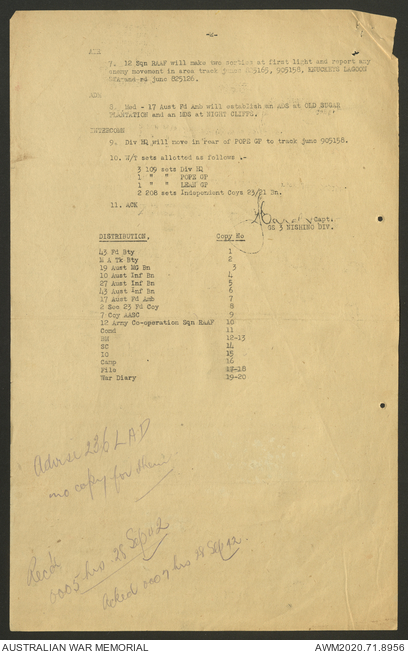 -2-
AIR
7. 12 Sqn RAAF will make two sorties at first light and report any
enemy movement in area track juncs 875165, 905158, KNUCKEYS LAGOON
rd junc 825126.
ADM
8. Med - 17 Aust Fd Amb will establish an ADS at OLD
PLANTATION and an MDS at NIGHT CLIFFS.
INTERCOMN
9. Div HQ will move in rear of POPE GP to track junc 905158.
10. W/T sets allotted as follows :-
3 109 sets Div HQ
1 " " POPE GP
1 " " LEAN GP
2 208 sets Independent Coys 23/21 Bn.
11. ACK
Capt.
GS 3 NISHINO DIV.
DISTRIBUTION. Copy No
43 Fd Bty 1
M A Tk Bty 2
19 Aust MG Bn 3
10 Aust Inf Bn 4
27 Aust Inf Bn 5
43 Aust Inf Bn 6
17 Aust Fd Amb 7
2 Sec 23 Fd Coy 8
7 Coy AASC 9
12 Army Co-operation Sqn RAAF 10
Comd 11
BM 12-13
SC 14
IO 15
Camp 16
File 17-18
War Diary 19-20
Advise 236 LAD
no copy for
Recd
0005 hrs 28 Sep 42
Acked 0007 hrs 28 Sep 42.
AUSTRALIAN WAR MEMORIAL AWM2020.71.8956